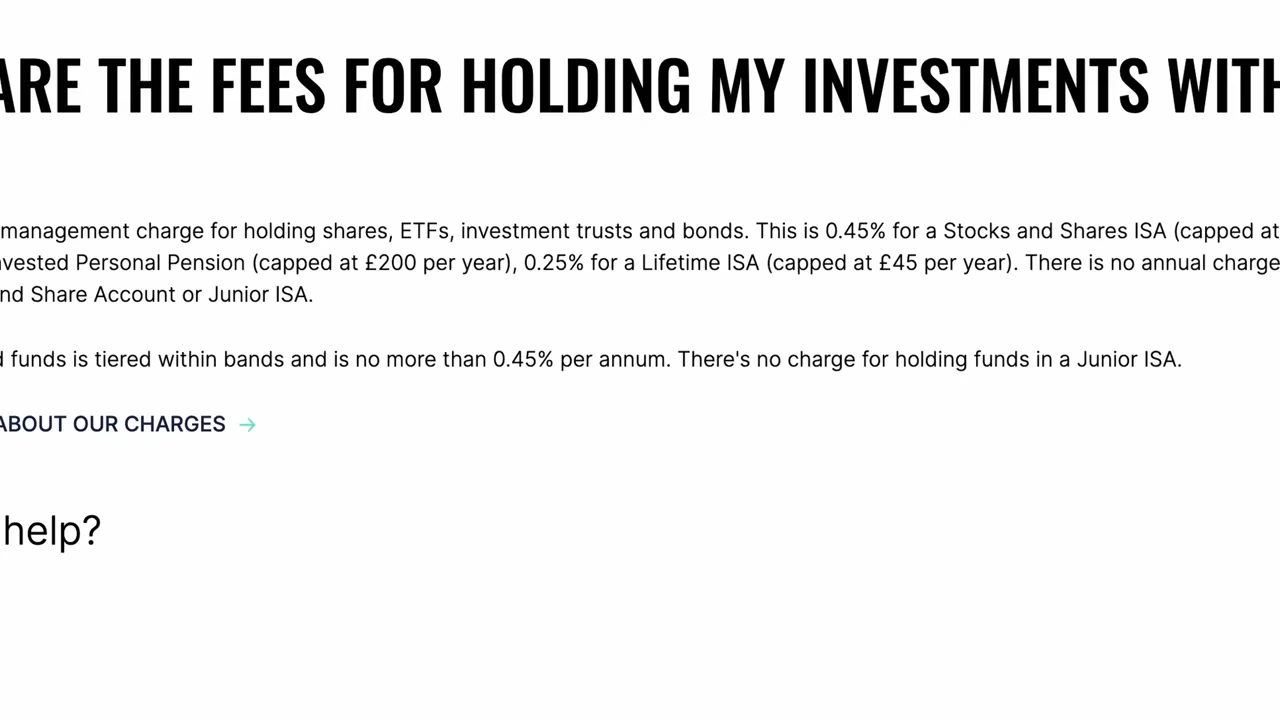 ARE THE FEES FOR HOLDING MY INVESTMENTS WITH
management charge for holding shares, ETFs, investment trusts and bonds. This is 0.45% for a Stocks and Shares ISA (capped at
nvested Personal Pension (capped at £200 per year), 0.25% for a Lifetime ISA (capped at £45 per year). There is no annual charge
nd Share Account or Junior ISA.
d funds is tiered within bands and is no more than 0.45% per annum. There's no charge for holding funds in a Junior ISA.
ABOUT OUR CHARGES →
help?